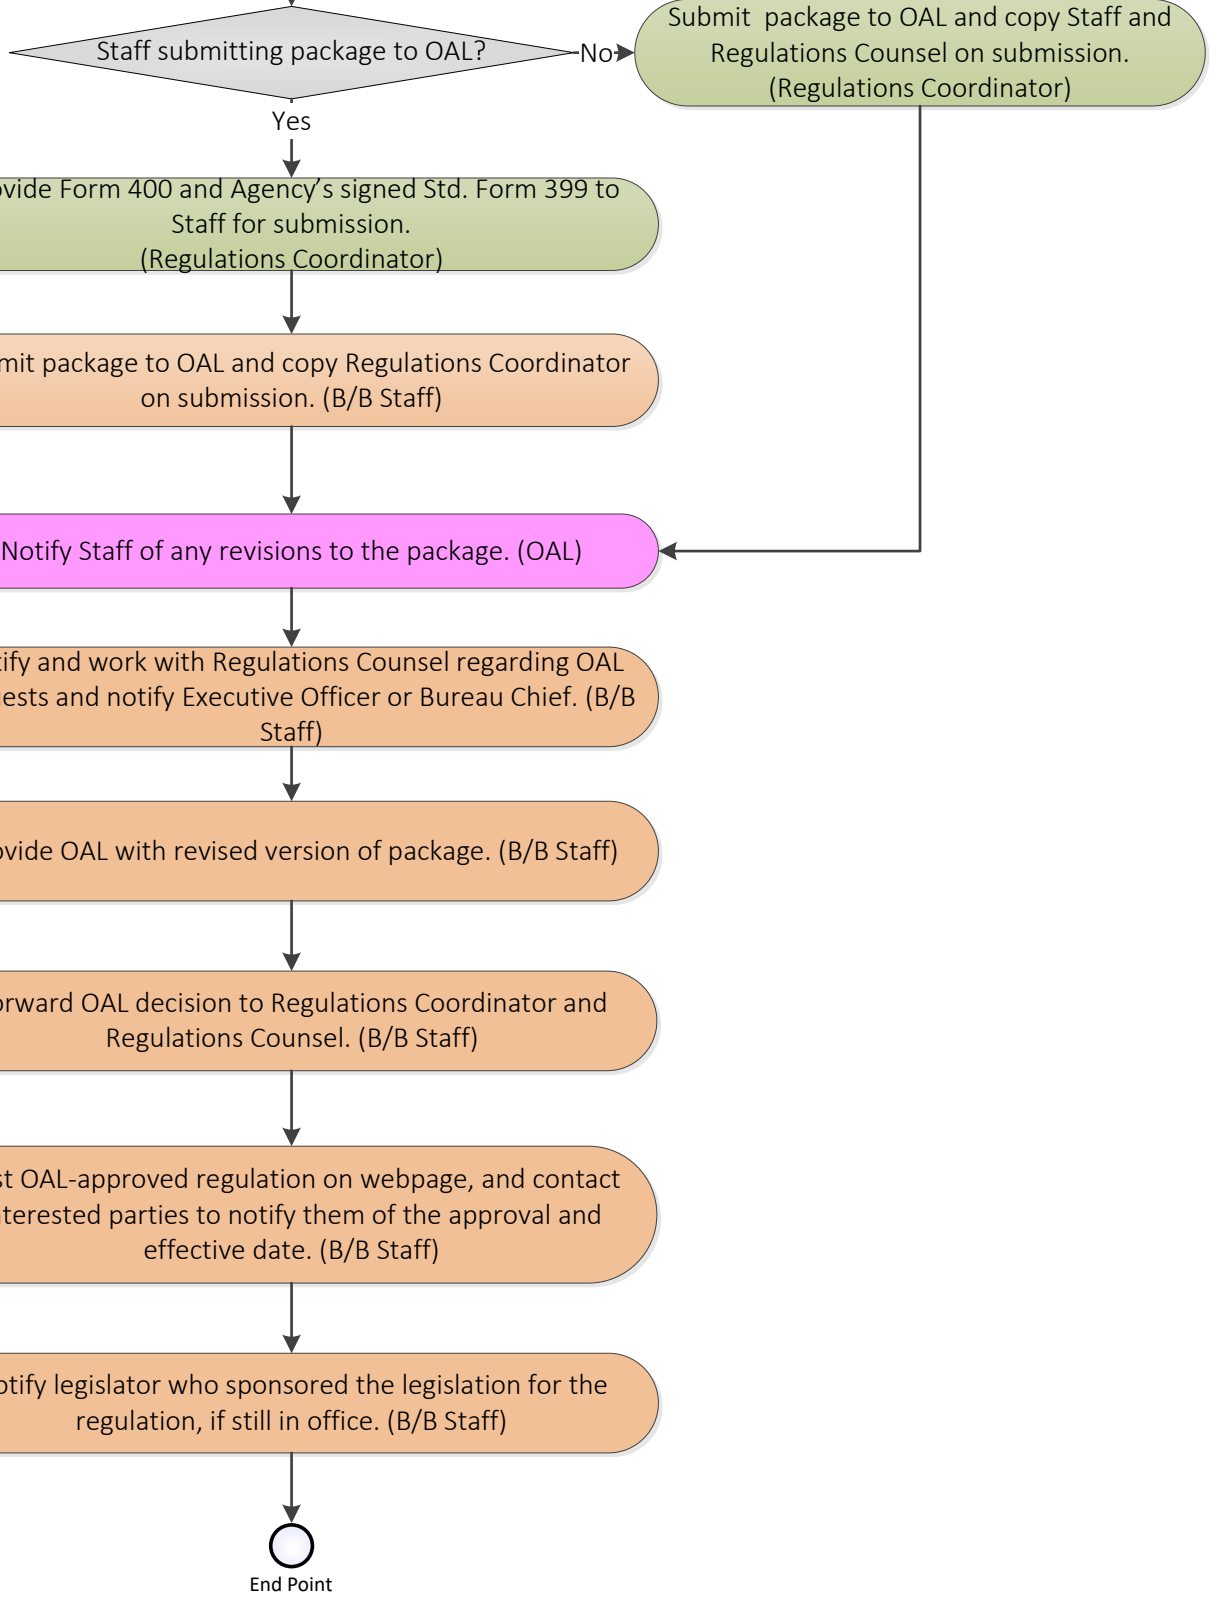 Staff submitting package to OAL?
No
Submit package to OAL and copy Staff and
Regulations Counsel on submission.
(Regulations Coordinator)
Yes
ovide Form 400 and Agency’s signed Std. Form 399 to
Staff for submission.
(Regulations Coordinator)
mit package to OAL and copy Regulations Coordinator
on submission. (B/B Staff)
Notify Staff of any revisions to the package. (OAL)
tify and work with Regulations Counsel regarding OAL
uests and notify Executive Officer or Bureau Chief. (B/B
Staff)
ovide OAL with revised version of package. (B/B Staff)
orward OAL decision to Regulations Coordinator and
Regulations Counsel. (B/B Staff)
st OAL-approved regulation on webpage, and contact
nterested parties to notify them of the approval and
effective date. (B/B Staff)
otify legislator who sponsored the legislation for the
regulation, if still in office. (B/B Staff)
End Point